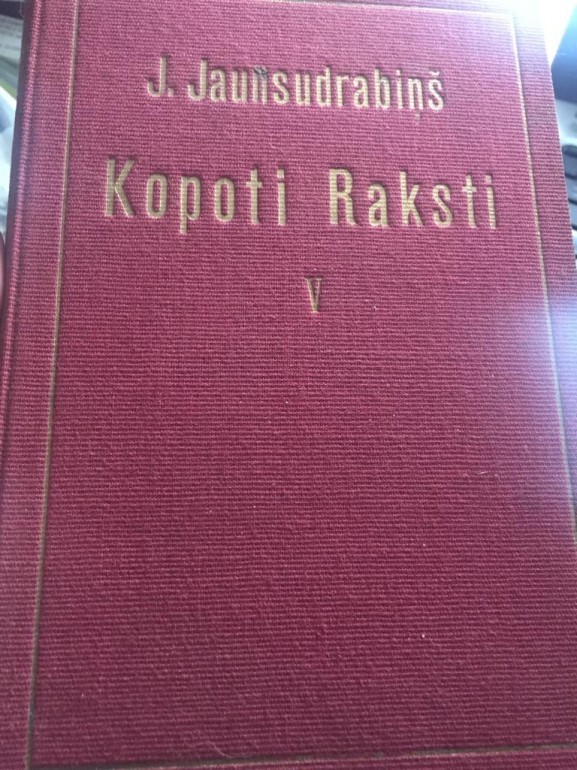 J. Jaunsudrabiņš
Kopoti Raksti
V